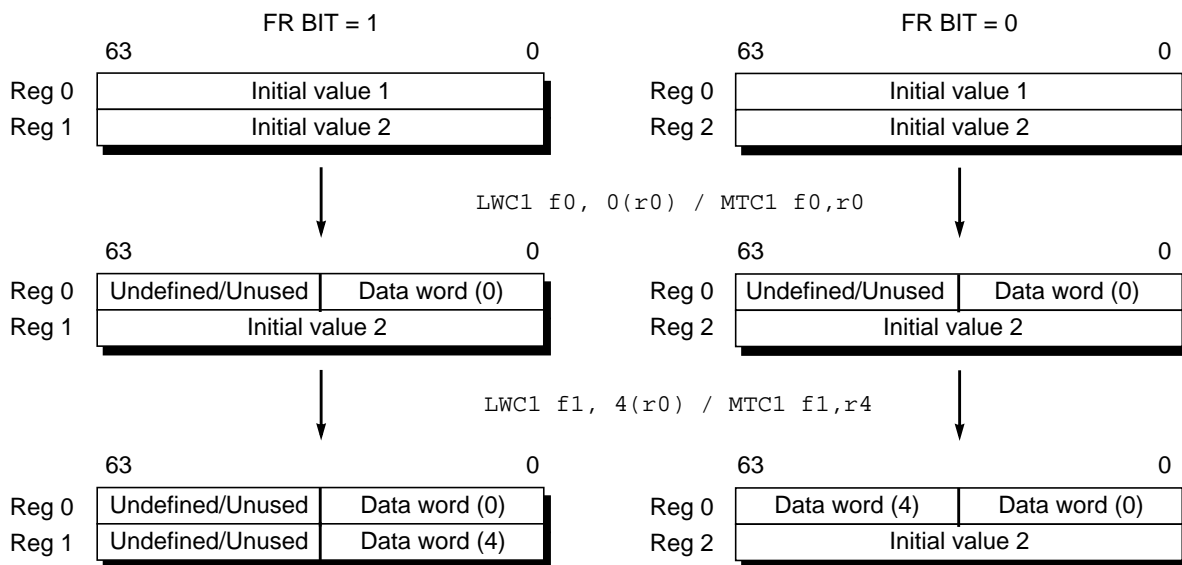 FR BIT = 1 FR BIT = 0
63 0 63 0
Reg 0 Initial value 1 Reg 0 Initial value 1
Reg 1 Initial value 2 Reg 2 Initial value 2
LWC1 f0, 0(r0) / MTC1 f0,r0
63 0 63 0
Reg 0 Undefined/Unused Data word (0) Reg 0 Undefined/Unused Data word (0)
Reg 1 Initial value 2 Reg 2 Initial value 2
LWC1 f1, 4(r0) / MTC1 f1,r4
63 0 63 0
Reg 0 Undefined/Unused Data word (0) Reg 0 Data word (4) Data word (0)
Reg 1 Undefined/Unused Data word (4) Reg 2 Initial value 2